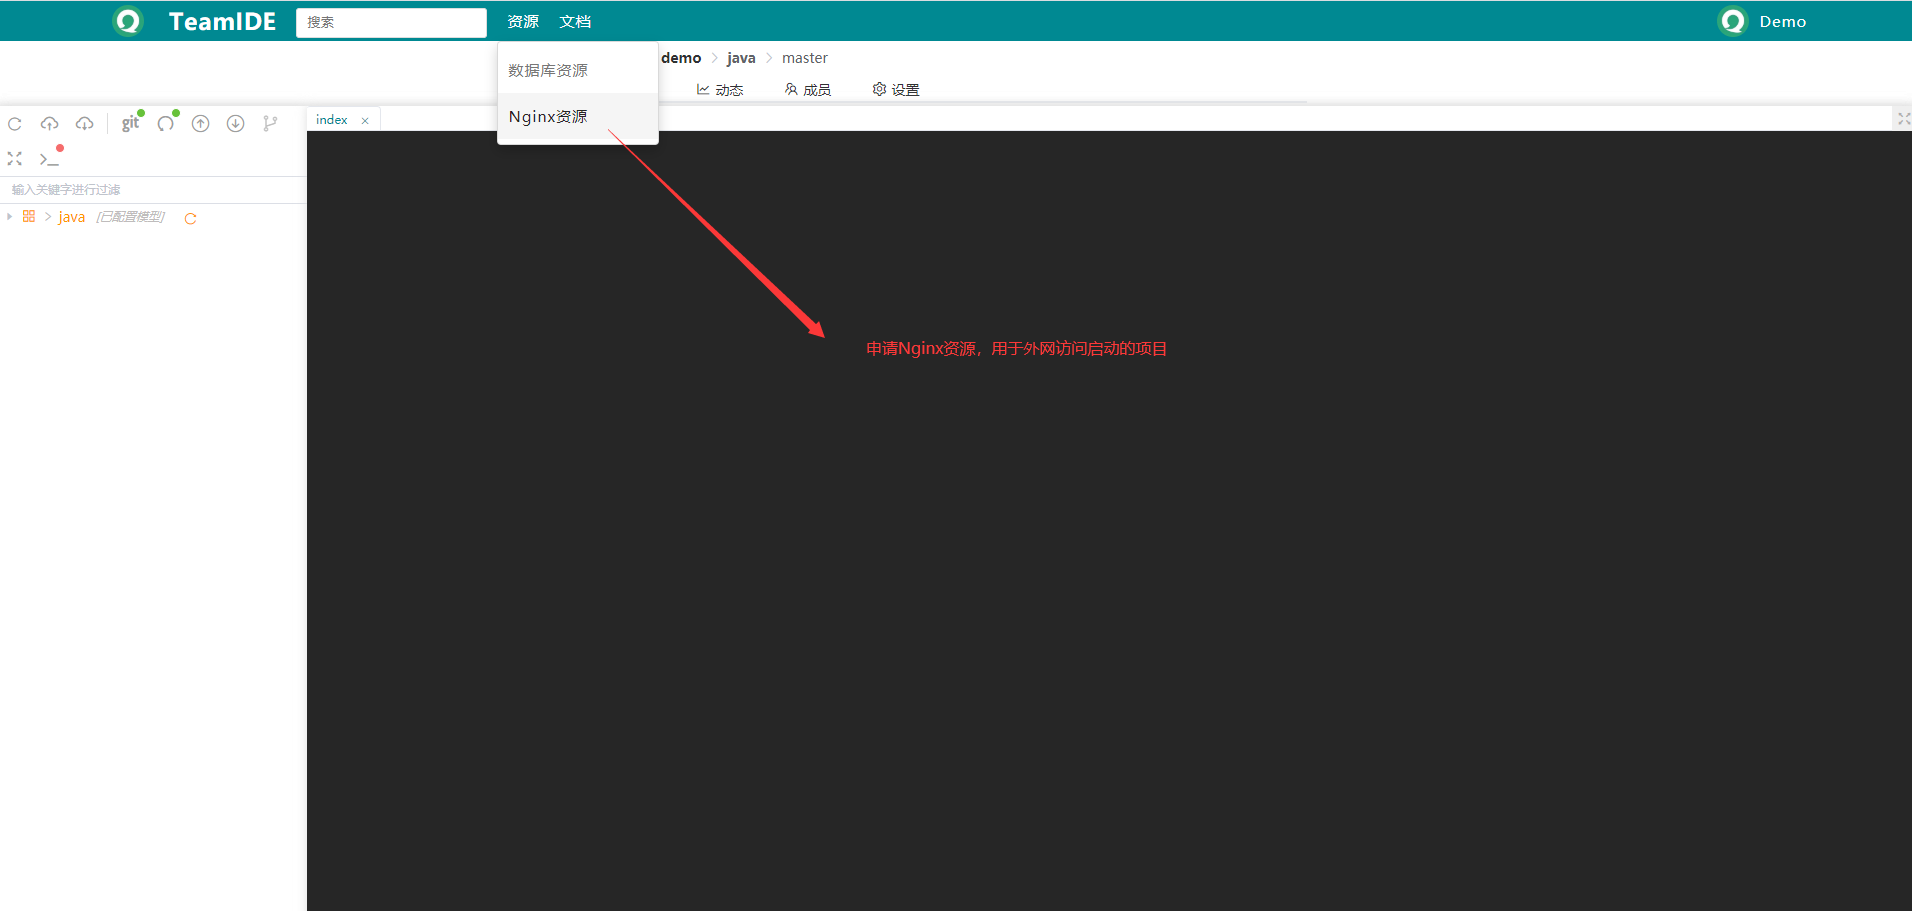 TeamIDE 搜索 资源 文档 Demo
数据库资源
Nginx资源
demo > java > master
动态 成员 设置
git
index ×
输入关键字进行过滤
> java [已配置模型]
申请Nginx资源，用于外网访问启动的项目